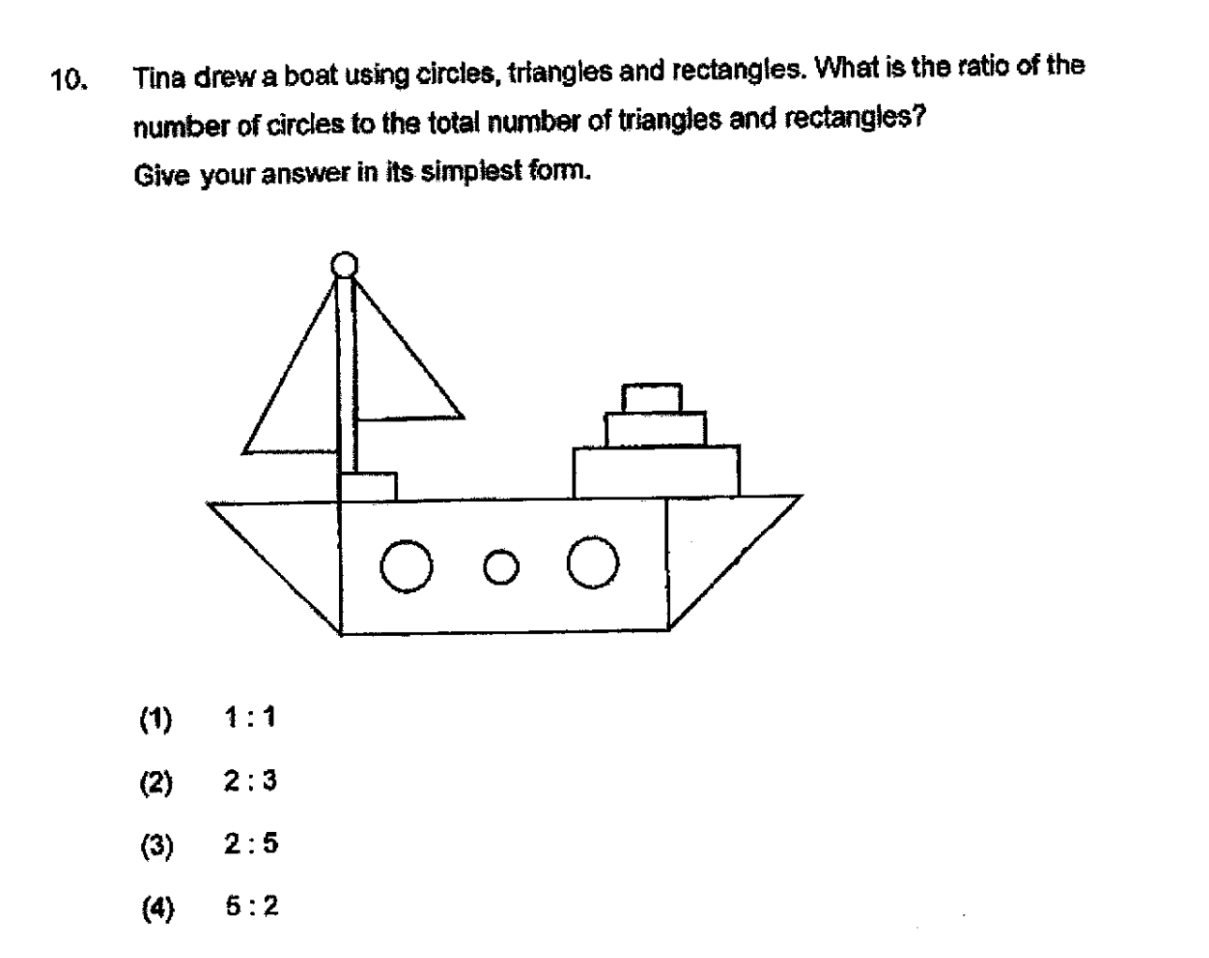 10. Tina drew a boat using circles, triangles and rectangles. What is the ratio of the
number of circles to the total number of triangles and rectangles?
Give your answer in its simplest form.
(1) 1 : 1
(2) 2 : 3
(3) 2 : 5
(4) 5 : 2